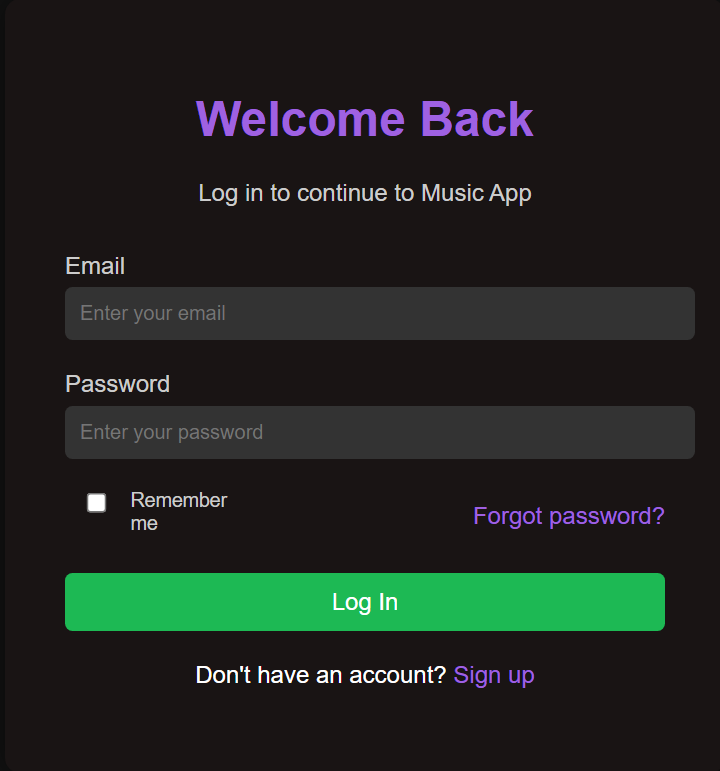 Welcome Back
Log in to continue to Music App
Email
Enter your email
Password
Enter your password
Remember
me
Forgot password?
Log In
Don't have an account? Sign up